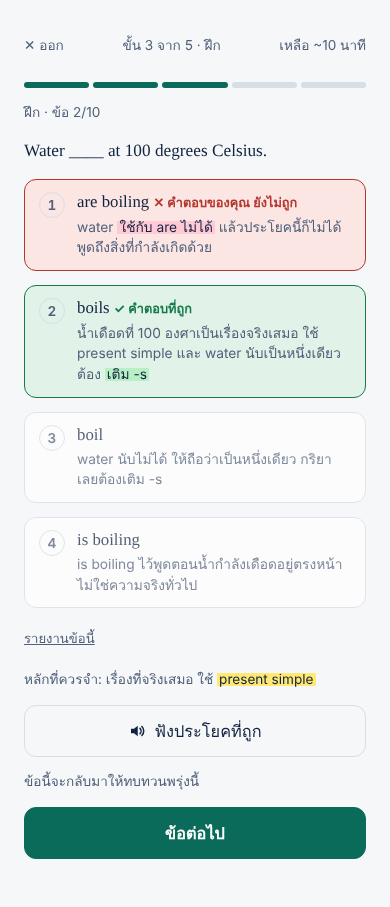 ✕ ออก ขั้น 3 จาก 5 · ฝึก เหลือ ~10 นาที
ฝึก · ข้อ 2/10
Water ____ at 100 degrees Celsius.
1 are boiling ✕ คำตอบของคุณ ยังไม่ถูก
water ใช้กับ are ไม่ได้ แล้วประโยคนี้ก็ไม่ได้
พูดถึงสิ่งที่กำลังเกิดด้วย
2 boils ✓ คำตอบที่ถูก
น้ำเดือดที่ 100 องศาเป็นเรื่องจริงเสมอ ใช้
present simple และ water นับเป็นหนึ่งเดียว
ต้อง เติม -s
3 boil
water นับไม่ได้ ให้ถือว่าเป็นหนึ่งเดียว กริยา
เลยต้องเติม -s
4 is boiling
is boiling ไว้พูดตอนน้ำกำลังเดือดอยู่ตรงหน้า
ไม่ใช่ความจริงทั่วไป
รายงานข้อนี้
หลักที่ควรจำ: เรื่องที่จริงเสมอ ใช้ present simple
ฟังประโยคที่ถูก
ข้อนี้จะกลับมาให้ทบทวนพรุ่งนี้
ข้อต่อไป